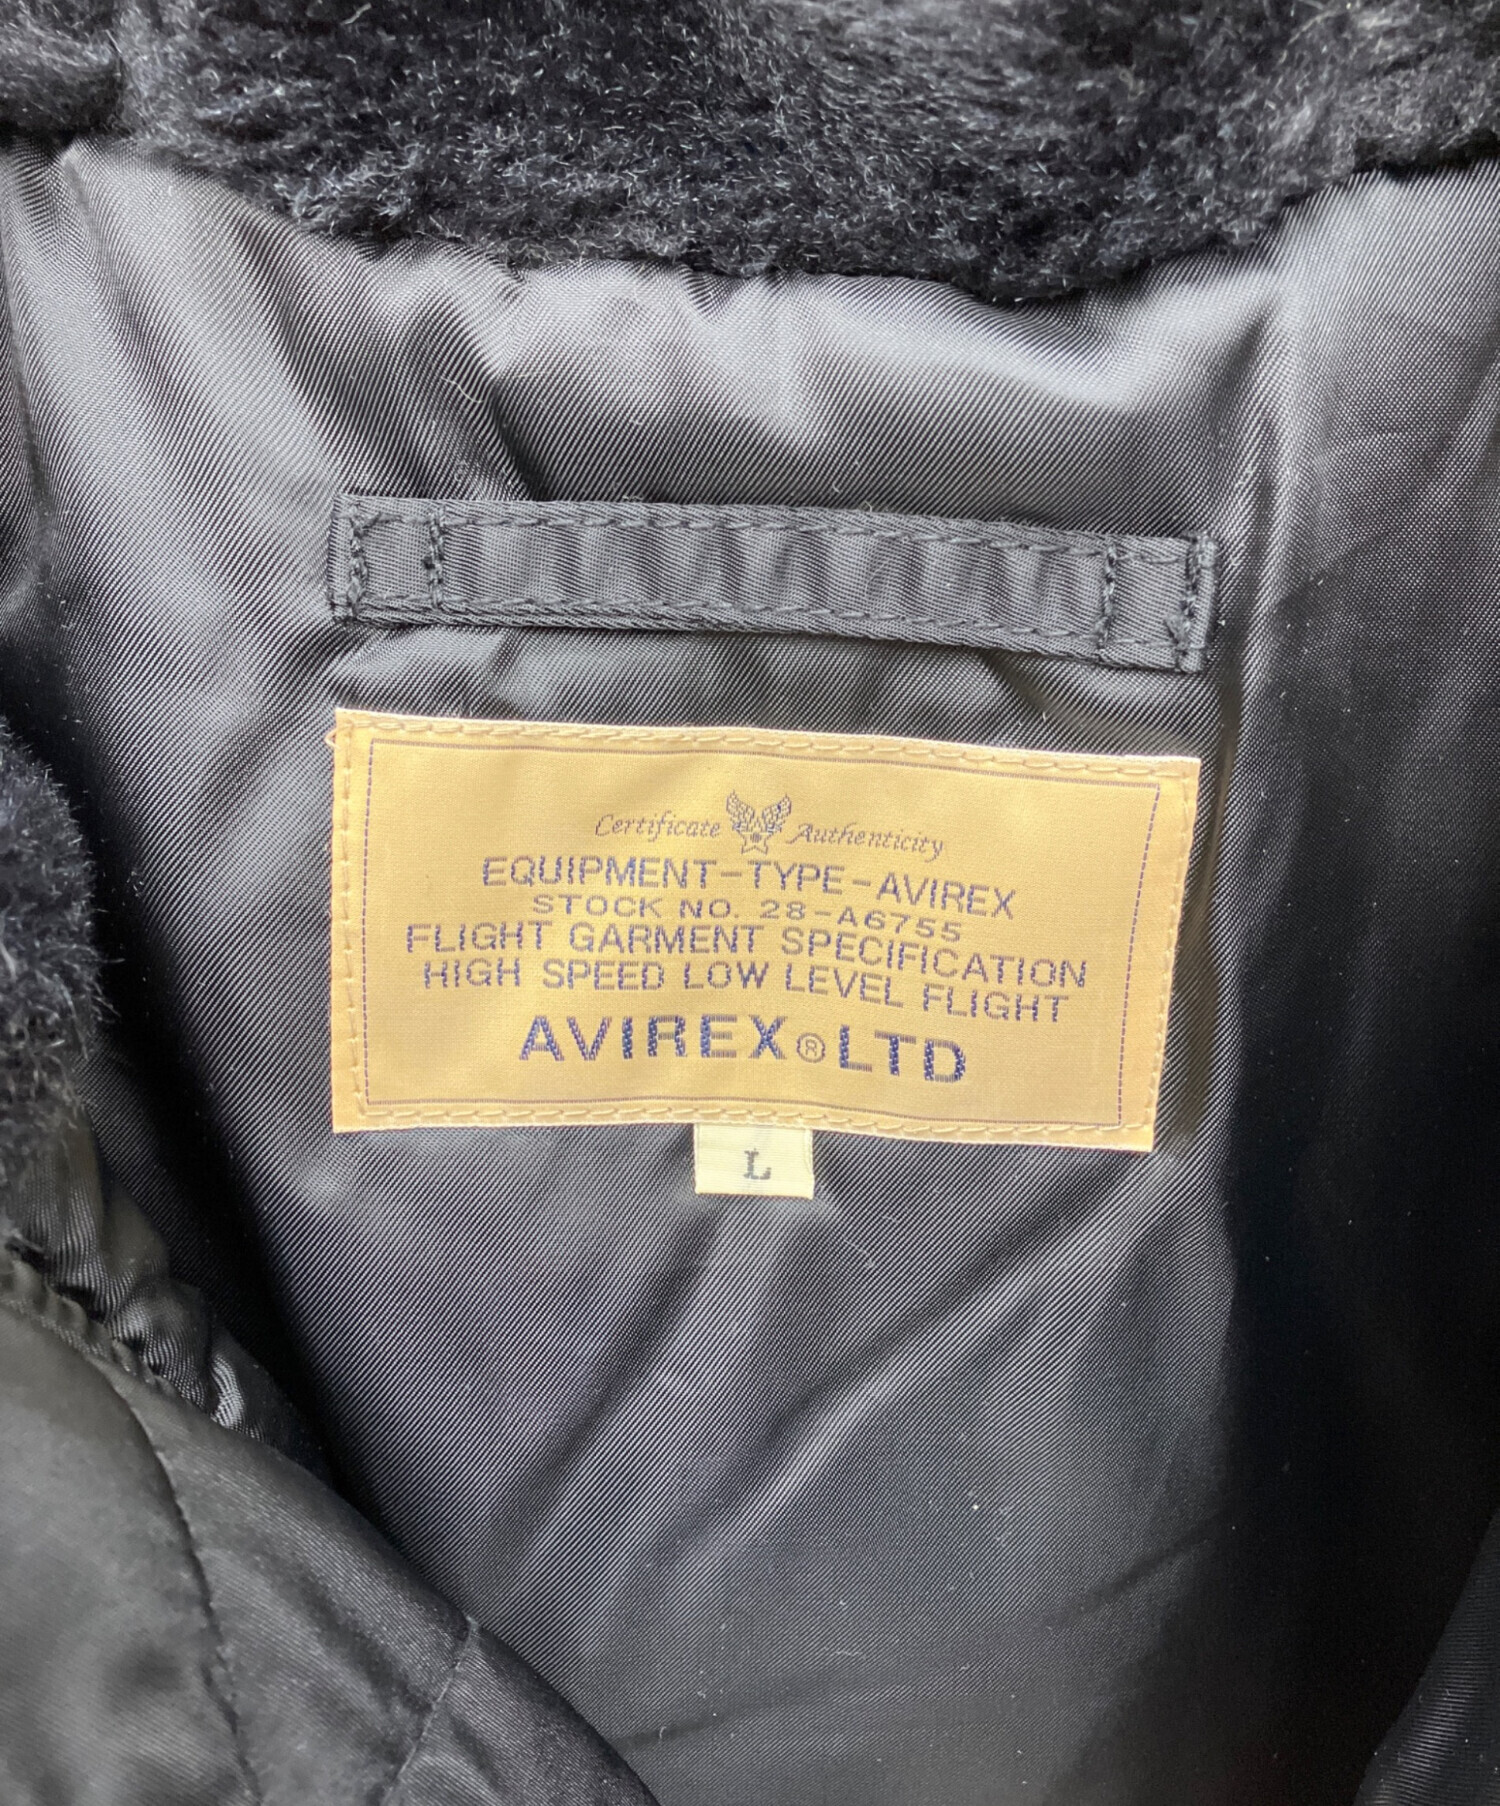 Certificate Authenticity
EQUIPMENT-TYPE-AVIREX
STOCK NO. 28-A6755
FLIGHT GARMENT SPECIFICATION
HIGH SPEED LOW LEVEL FLIGHT
AVIREX®LTD
L